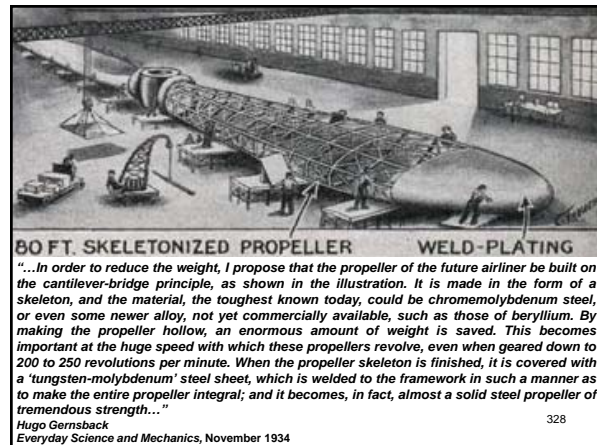 80 FT. SKELETONIZED PROPELLER WELD-PLATING
“…In order to reduce the weight, I propose that the propeller of the future airliner be built on
the cantilever-bridge principle, as shown in the illustration. It is made in the form of a
skeleton, and the material, the toughest known today, could be chromemolybdenum steel,
or even some newer alloy, not yet commercially available, such as those of beryllium. By
making the propeller hollow, an enormous amount of weight is saved. This becomes
important at the huge speed with which these propellers revolve, even when geared down to
200 to 250 revolutions per minute. When the propeller skeleton is finished, it is covered with
a ‘tungsten-molybdenum’ steel sheet, which is welded to the framework in such a manner as
to make the entire propeller integral; and it becomes, in fact, almost a solid steel propeller of
tremendous strength…”
Hugo Gernsback
Everyday Science and Mechanics, November 1934
328